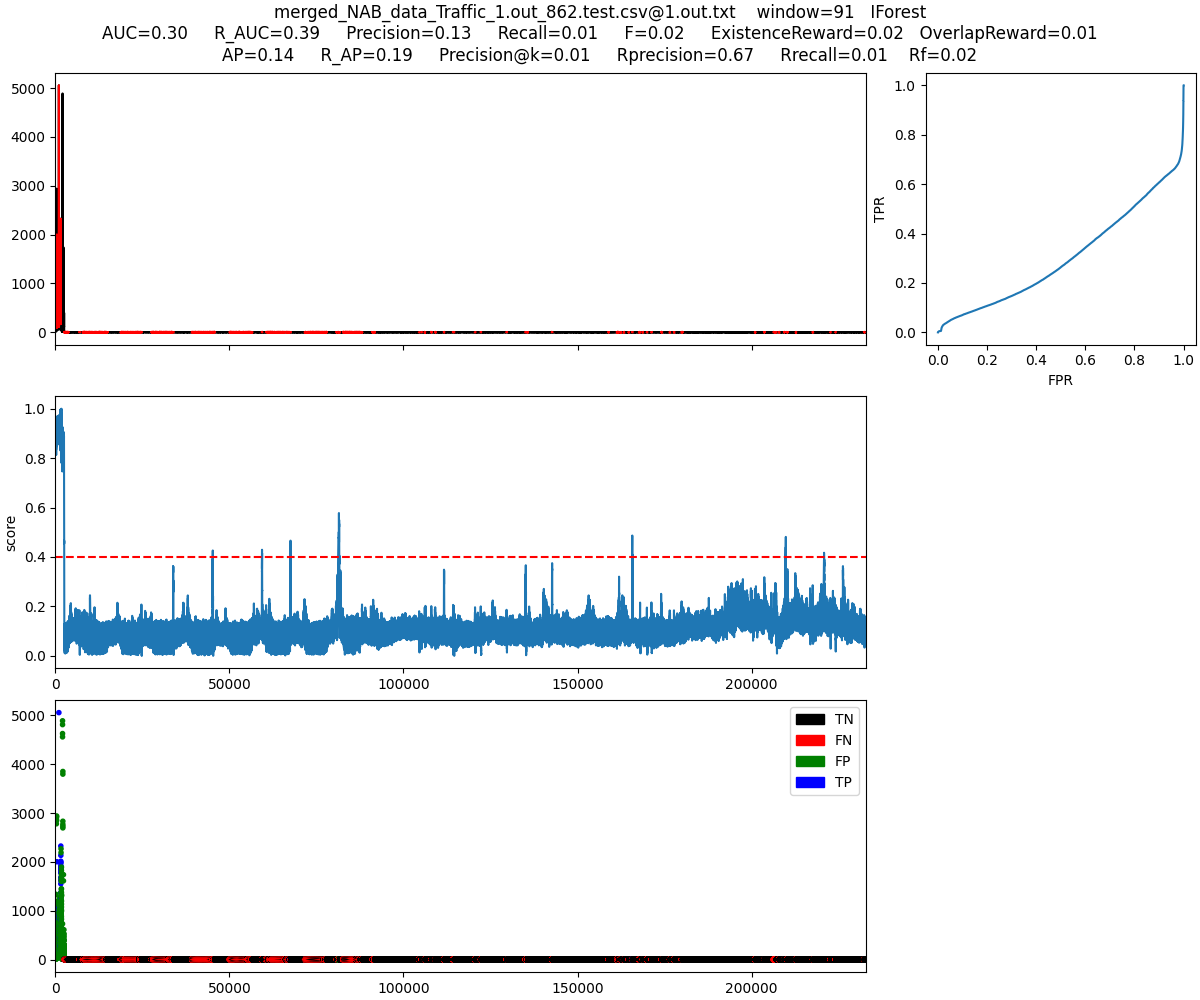 merged_NAB_data_Traffic_1.out_862.test.csv@1.out.txt    window=91   IForest
AUC=0.30     R_AUC=0.39     Precision=0.13     Recall=0.01     F=0.02     ExistenceReward=0.02   OverlapReward=0.01
AP=0.14     R_AP=0.19     Precision@k=0.01     Rprecision=0.67     Rrecall=0.01     Rf=0.02
5000
4000
3000
2000
1000
0
1.0
0.8
0.6
0.4
0.2
0.0
TPR
0.0 0.2 0.4 0.6 0.8 1.0
FPR
1.0
0.8
0.6
0.4
0.2
0.0
score
0 50000 100000 150000 200000
5000
4000
3000
2000
1000
0
TN
FN
FP
TP
0 50000 100000 150000 200000